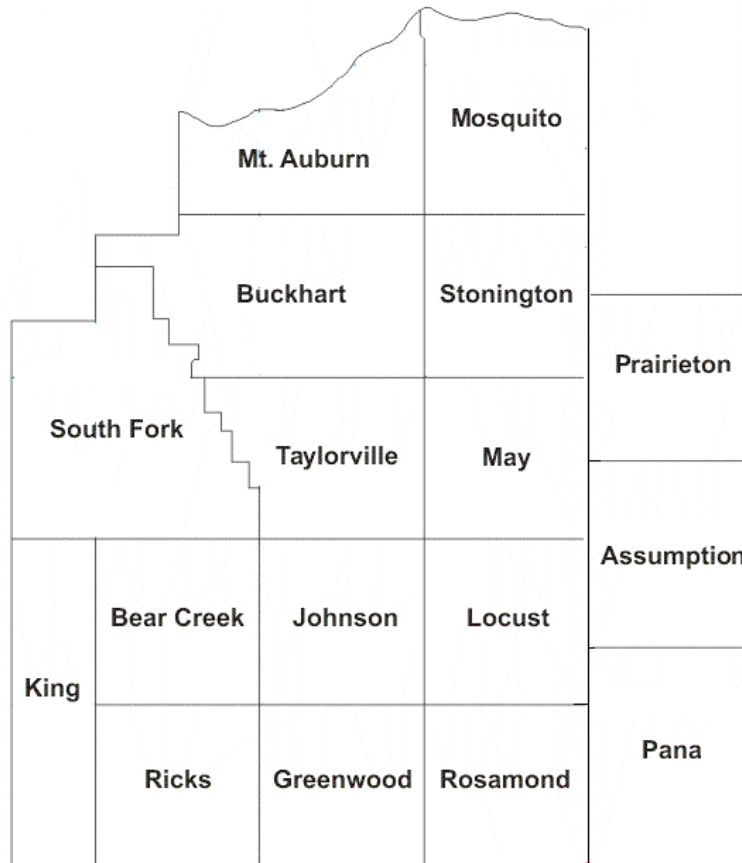 Mosquito
Mt. Auburn
Buckhart
Stonington
Prairieton
South Fork
Taylorville
May
Assumption
Bear Creek
Johnson
Locust
King
Pana
Ricks
Greenwood
Rosamond